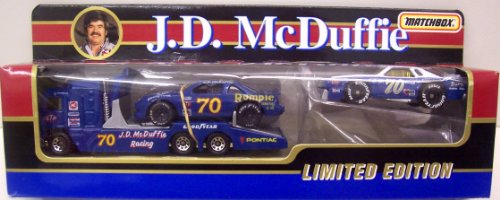 J.D. McDuffie
MATCHBOX
Rumple
70
70
GOODYEAR
70 J.D. McDuffie
Racing
PONTIAC
LIMITED EDITION